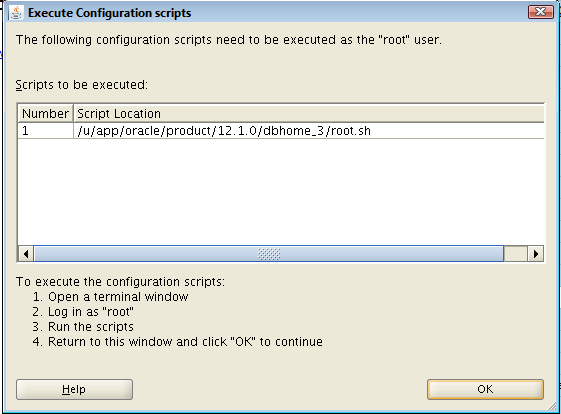 Execute Configuration scripts
The following configuration scripts need to be executed as the "root" user.
Scripts to be executed:
Number Script Location
1 /u/app/oracle/product/12.1.0/dbhome_3/root.sh
To execute the configuration scripts:
1. Open a terminal window
2. Log in as "root"
3. Run the scripts
4. Return to this window and click "OK" to continue
Help OK